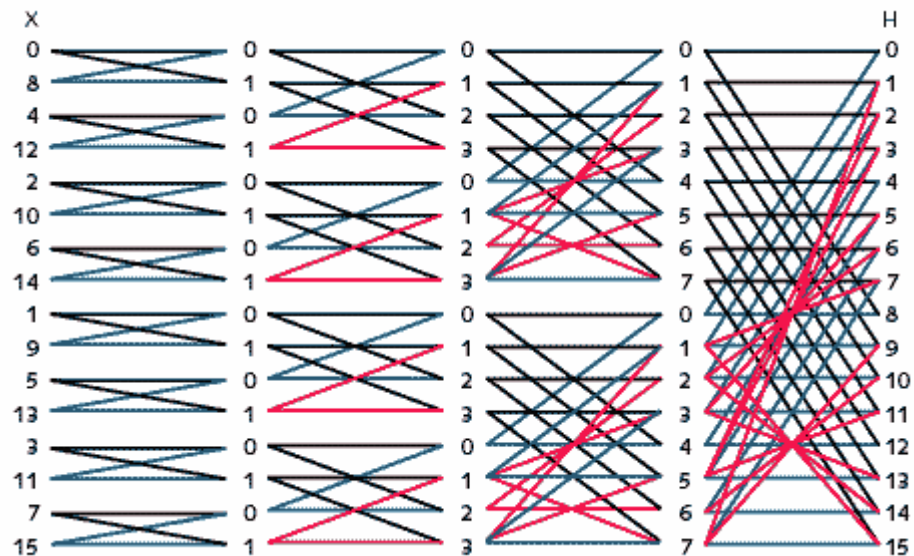 X H
0 0 0 0 0
8 1 1 1 1
4 0 2 2 2
12 1 3 3 3
2 0 0 4 4
10 1 1 5 5
6 0 2 6 6
14 1 3 7 7
1 0 0 0 8
9 1 1 1 9
5 0 2 2 10
13 1 3 3 11
3 0 0 4 12
11 1 1 5 13
7 0 2 6 14
15 1 3 7 15